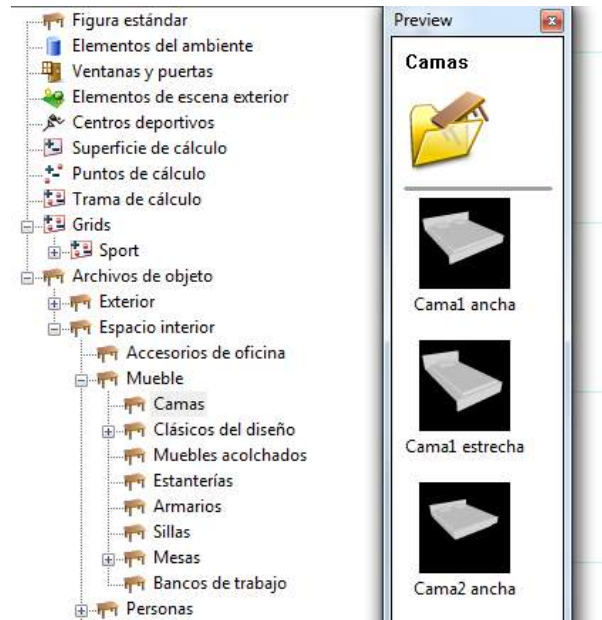 Figura estándar
Elementos del ambiente
Ventanas y puertas
Elementos de escena exterior
Centros deportivos
Superficie de cálculo
Puntos de cálculo
Trama de cálculo
Grids
Sport
Archivos de objeto
Exterior
Espacio interior
Accesorios de oficina
Mueble
Camas
Clásicos del diseño
Muebles acolchados
Estanterías
Armarios
Sillas
Mesas
Bancos de trabajo
Personas
Preview
Camas
Cama1 ancha
Cama1 estrecha
Cama2 ancha